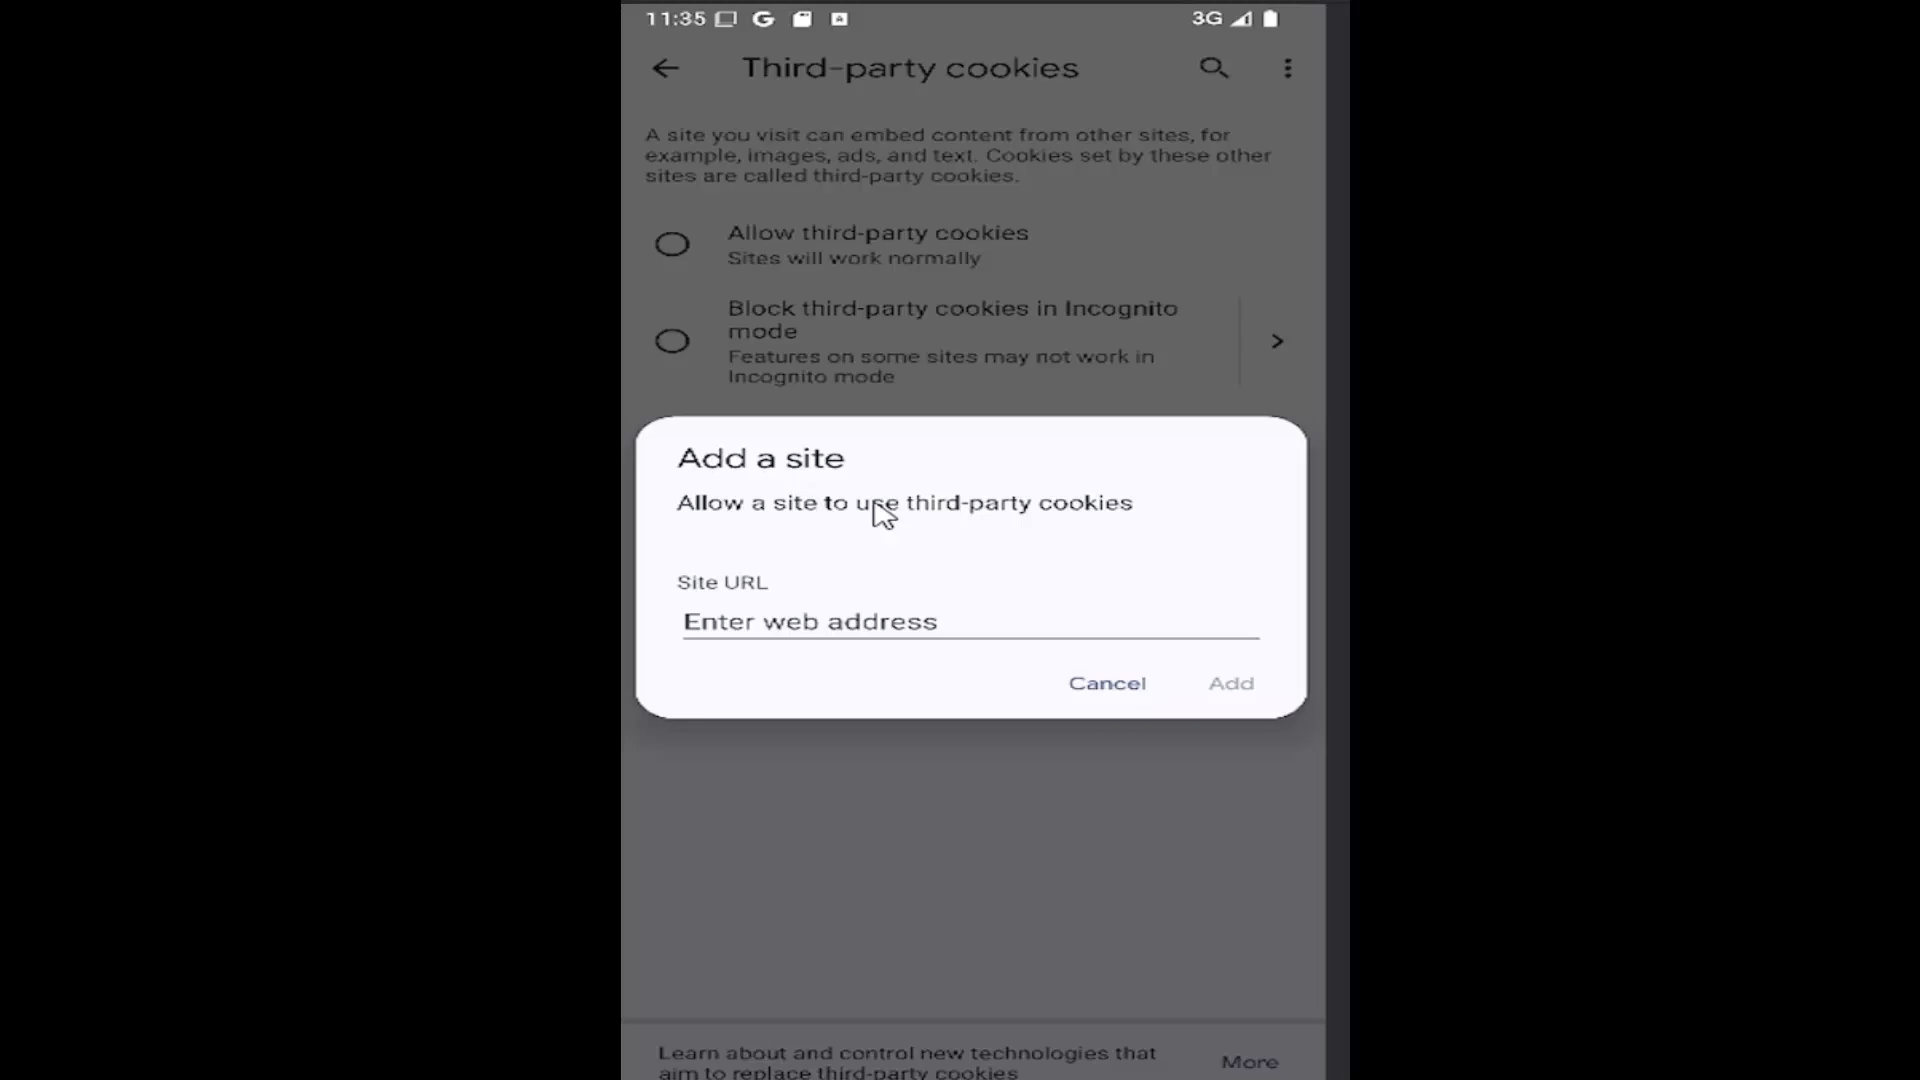 11:35
3G
Third-party cookies
A site you visit can embed content from other sites, for
example, images, ads, and text. Cookies set by these other
sites are called third-party cookies.
Allow third-party cookies
Sites will work normally
Block third-party cookies in Incognito
mode
Features on some sites may not work in
Incognito mode
Add a site
Allow a site to use third-party cookies
Site URL
Enter web address
Cancel Add
Learn about and control new technologies that
aim to replace third-party cookies
More